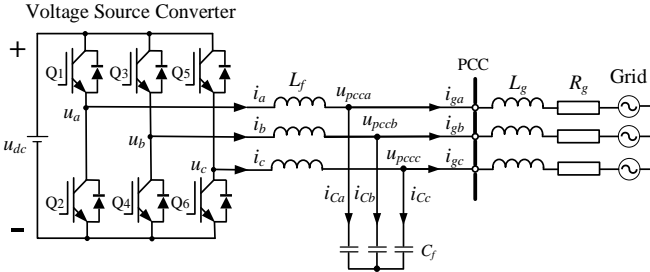 Voltage Source Converter
+
Q1
Q3
Q5
u_a
u_b
u_c
u_dc
Q2
Q4
Q6
-
i_a
i_b
i_c
L_f
u_pcca
u_pccb
u_pccc
i_Ca
i_Cb
i_Cc
C_f
PCC
i_ga
i_gb
i_gc
L_g
R_g
Grid